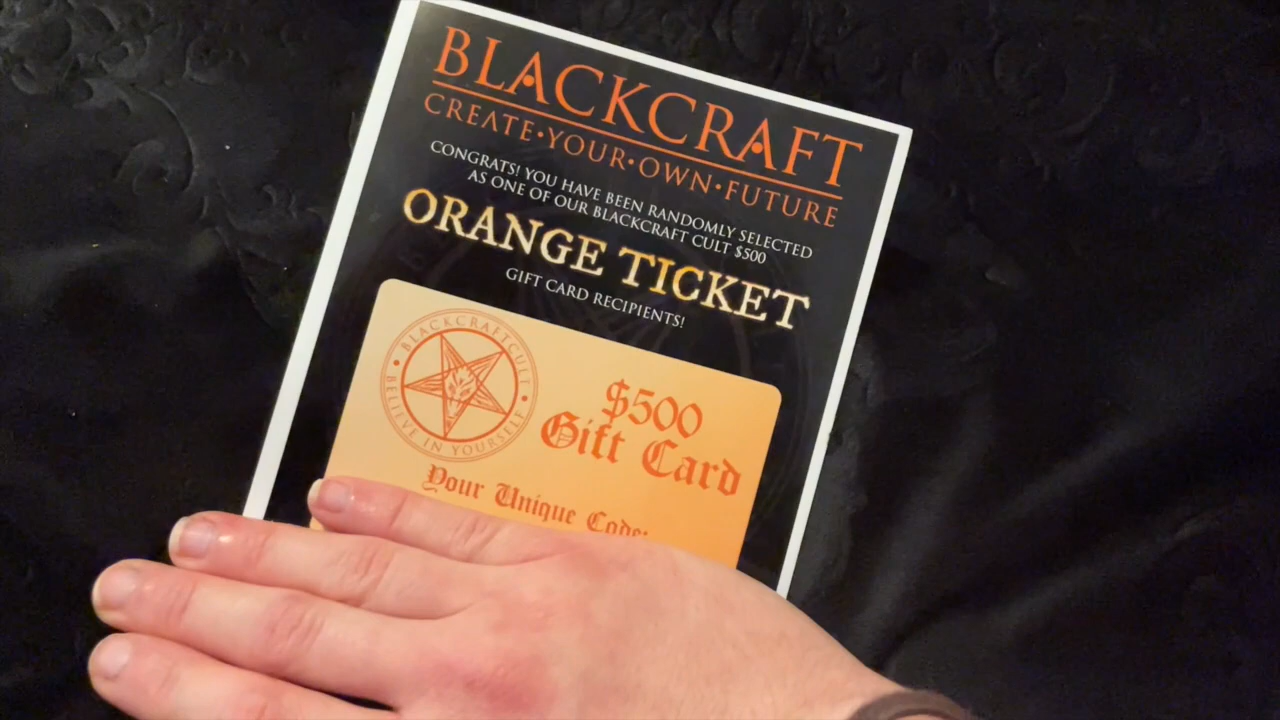 BLACKCRAFT
CREATE•YOUR•OWN•FUTURE
CONGRATS! YOU HAVE BEEN RANDOMLY SELECTED
AS ONE OF OUR BLACKCRAFT CULT $500
ORANGE TICKET
GIFT CARD RECIPIENTS!
• BLACKCRAFTCULT •
BELIEVE IN YOURSELF
$500
Gift Card
Your Unique Code: